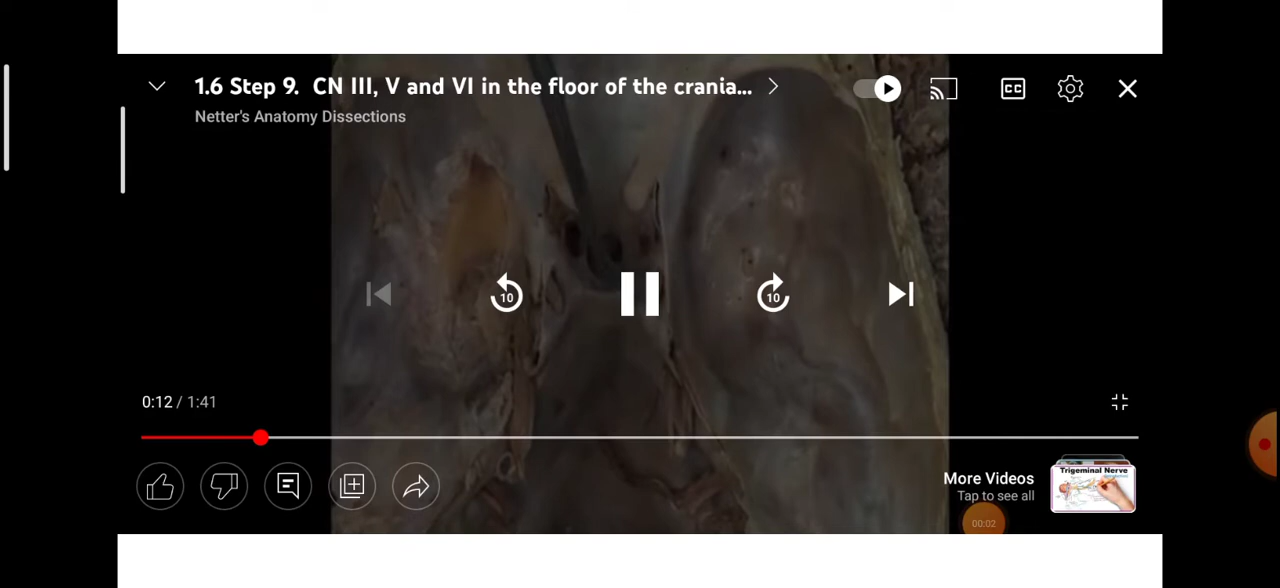 1.6 Step 9. CN III, V and VI in the floor of the crania...
Netter's Anatomy Dissections
CC
10
10
0:12 / 1:41
More Videos
Tap to see all
Trigeminal Nerve
00:02